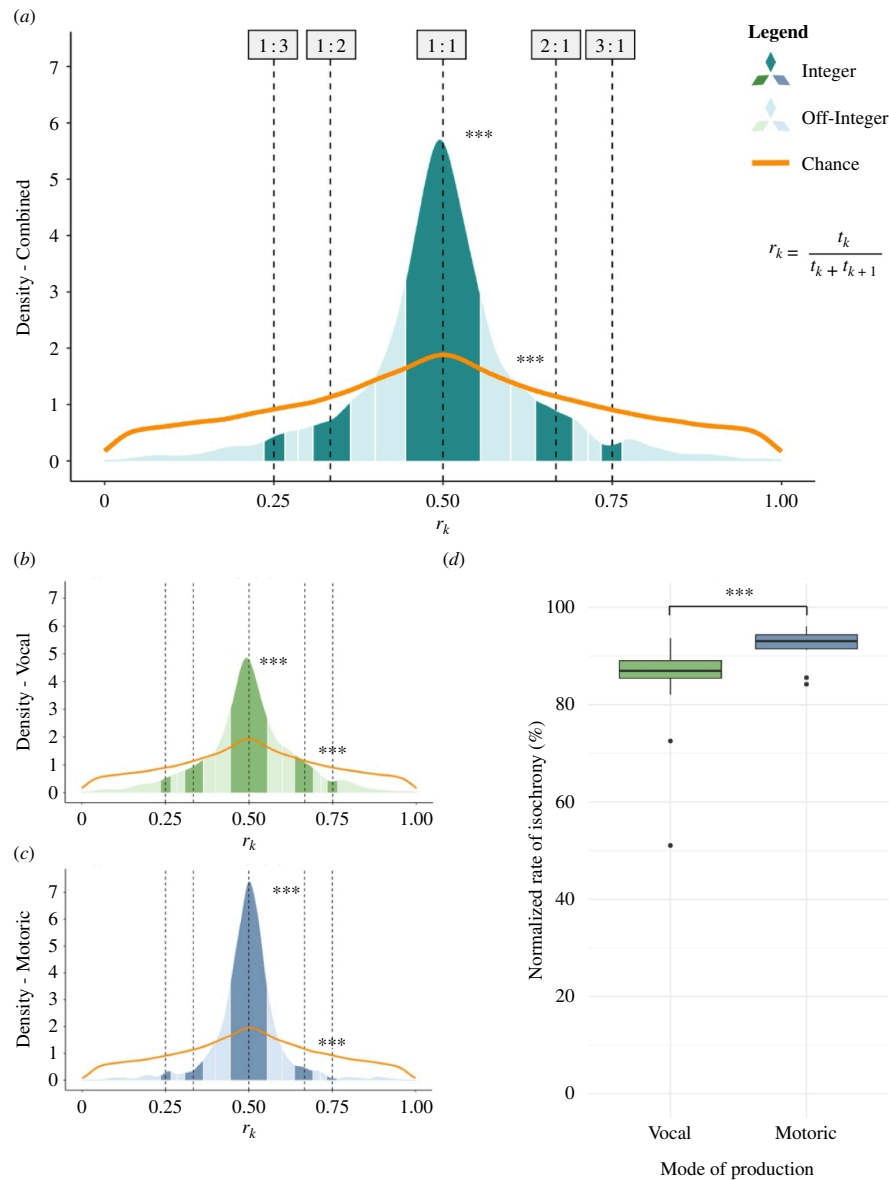 (a)
1 : 3
1 : 2
1 : 1
2 : 1
3 : 1
Legend
Integer
Off-Integer
Chance
r_k = t_k / (t_k + t_{k+1})
***
***
Density - Combined
7
6
5
4
3
2
1
0
0
0.25
0.50
0.75
1.00
r_k
(b)
Density - Vocal
7
6
5
4
3
2
1
0
***
***
0
0.25
0.50
0.75
1.00
r_k
(c)
Density - Motoric
7
6
5
4
3
2
1
0
***
***
0
0.25
0.50
0.75
1.00
r_k
(d)
Normalized rate of isochrony (%)
100
80
60
40
20
0
***
Vocal
Motoric
Mode of production